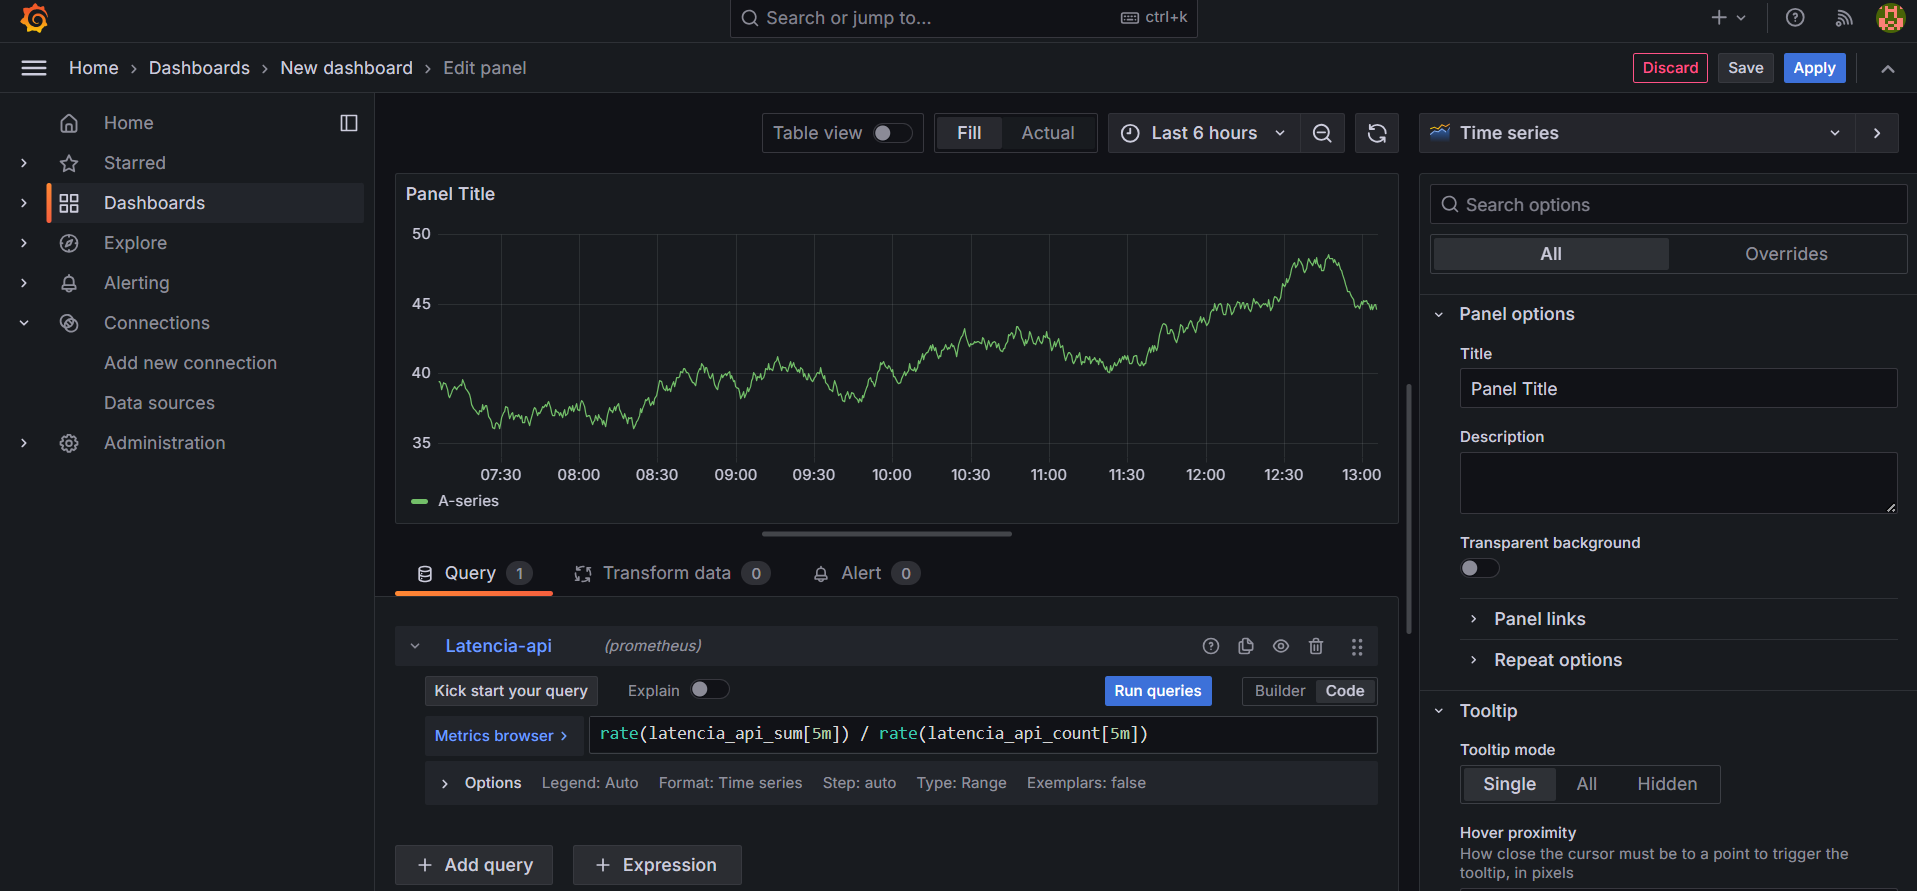 Search or jump to...
ctrl+k
Home › Dashboards › New dashboard › Edit panel
Discard
Save
Apply
Home
Starred
Dashboards
Explore
Alerting
Connections
Add new connection
Data sources
Administration
Table view
Fill
Actual
Last 6 hours
Time series
Panel Title
50
45
40
35
07:30 08:00 08:30 09:00 09:30 10:00 10:30 11:00 11:30 12:00 12:30 13:00
A-series
Query 1
Transform data 0
Alert 0
Latencia-api (prometheus)
Kick start your query
Explain
Run queries
Builder
Code
Metrics browser ›
rate(latencia_api_sum[5m]) / rate(latencia_api_count[5m])
Options Legend: Auto Format: Time series Step: auto Type: Range Exemplars: false
+ Add query
+ Expression
Search options
All
Overrides
Panel options
Title
Panel Title
Description
Transparent background
Panel links
Repeat options
Tooltip
Tooltip mode
Single
All
Hidden
Hover proximity
How close the cursor must be to a point to trigger the
tooltip, in pixels